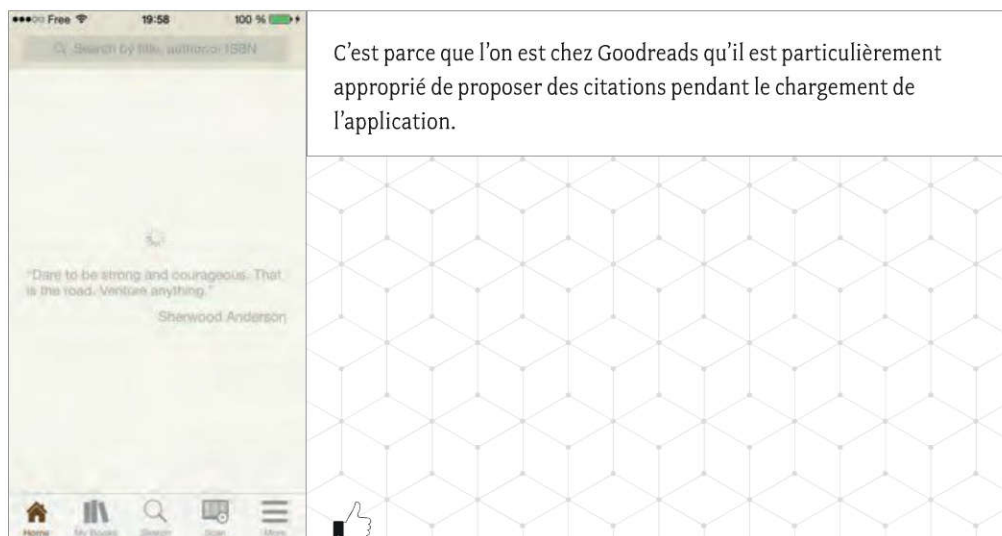 Free 19:58 100 %
Search by title, author or ISBN
C’est parce que l’on est chez Goodreads qu’il est particulièrement
approprié de proposer des citations pendant le chargement de
l’application.
"Dare to be strong and courageous. That
is the road. Venture anything."
Sherwood Anderson
Home My Books Search Scan More